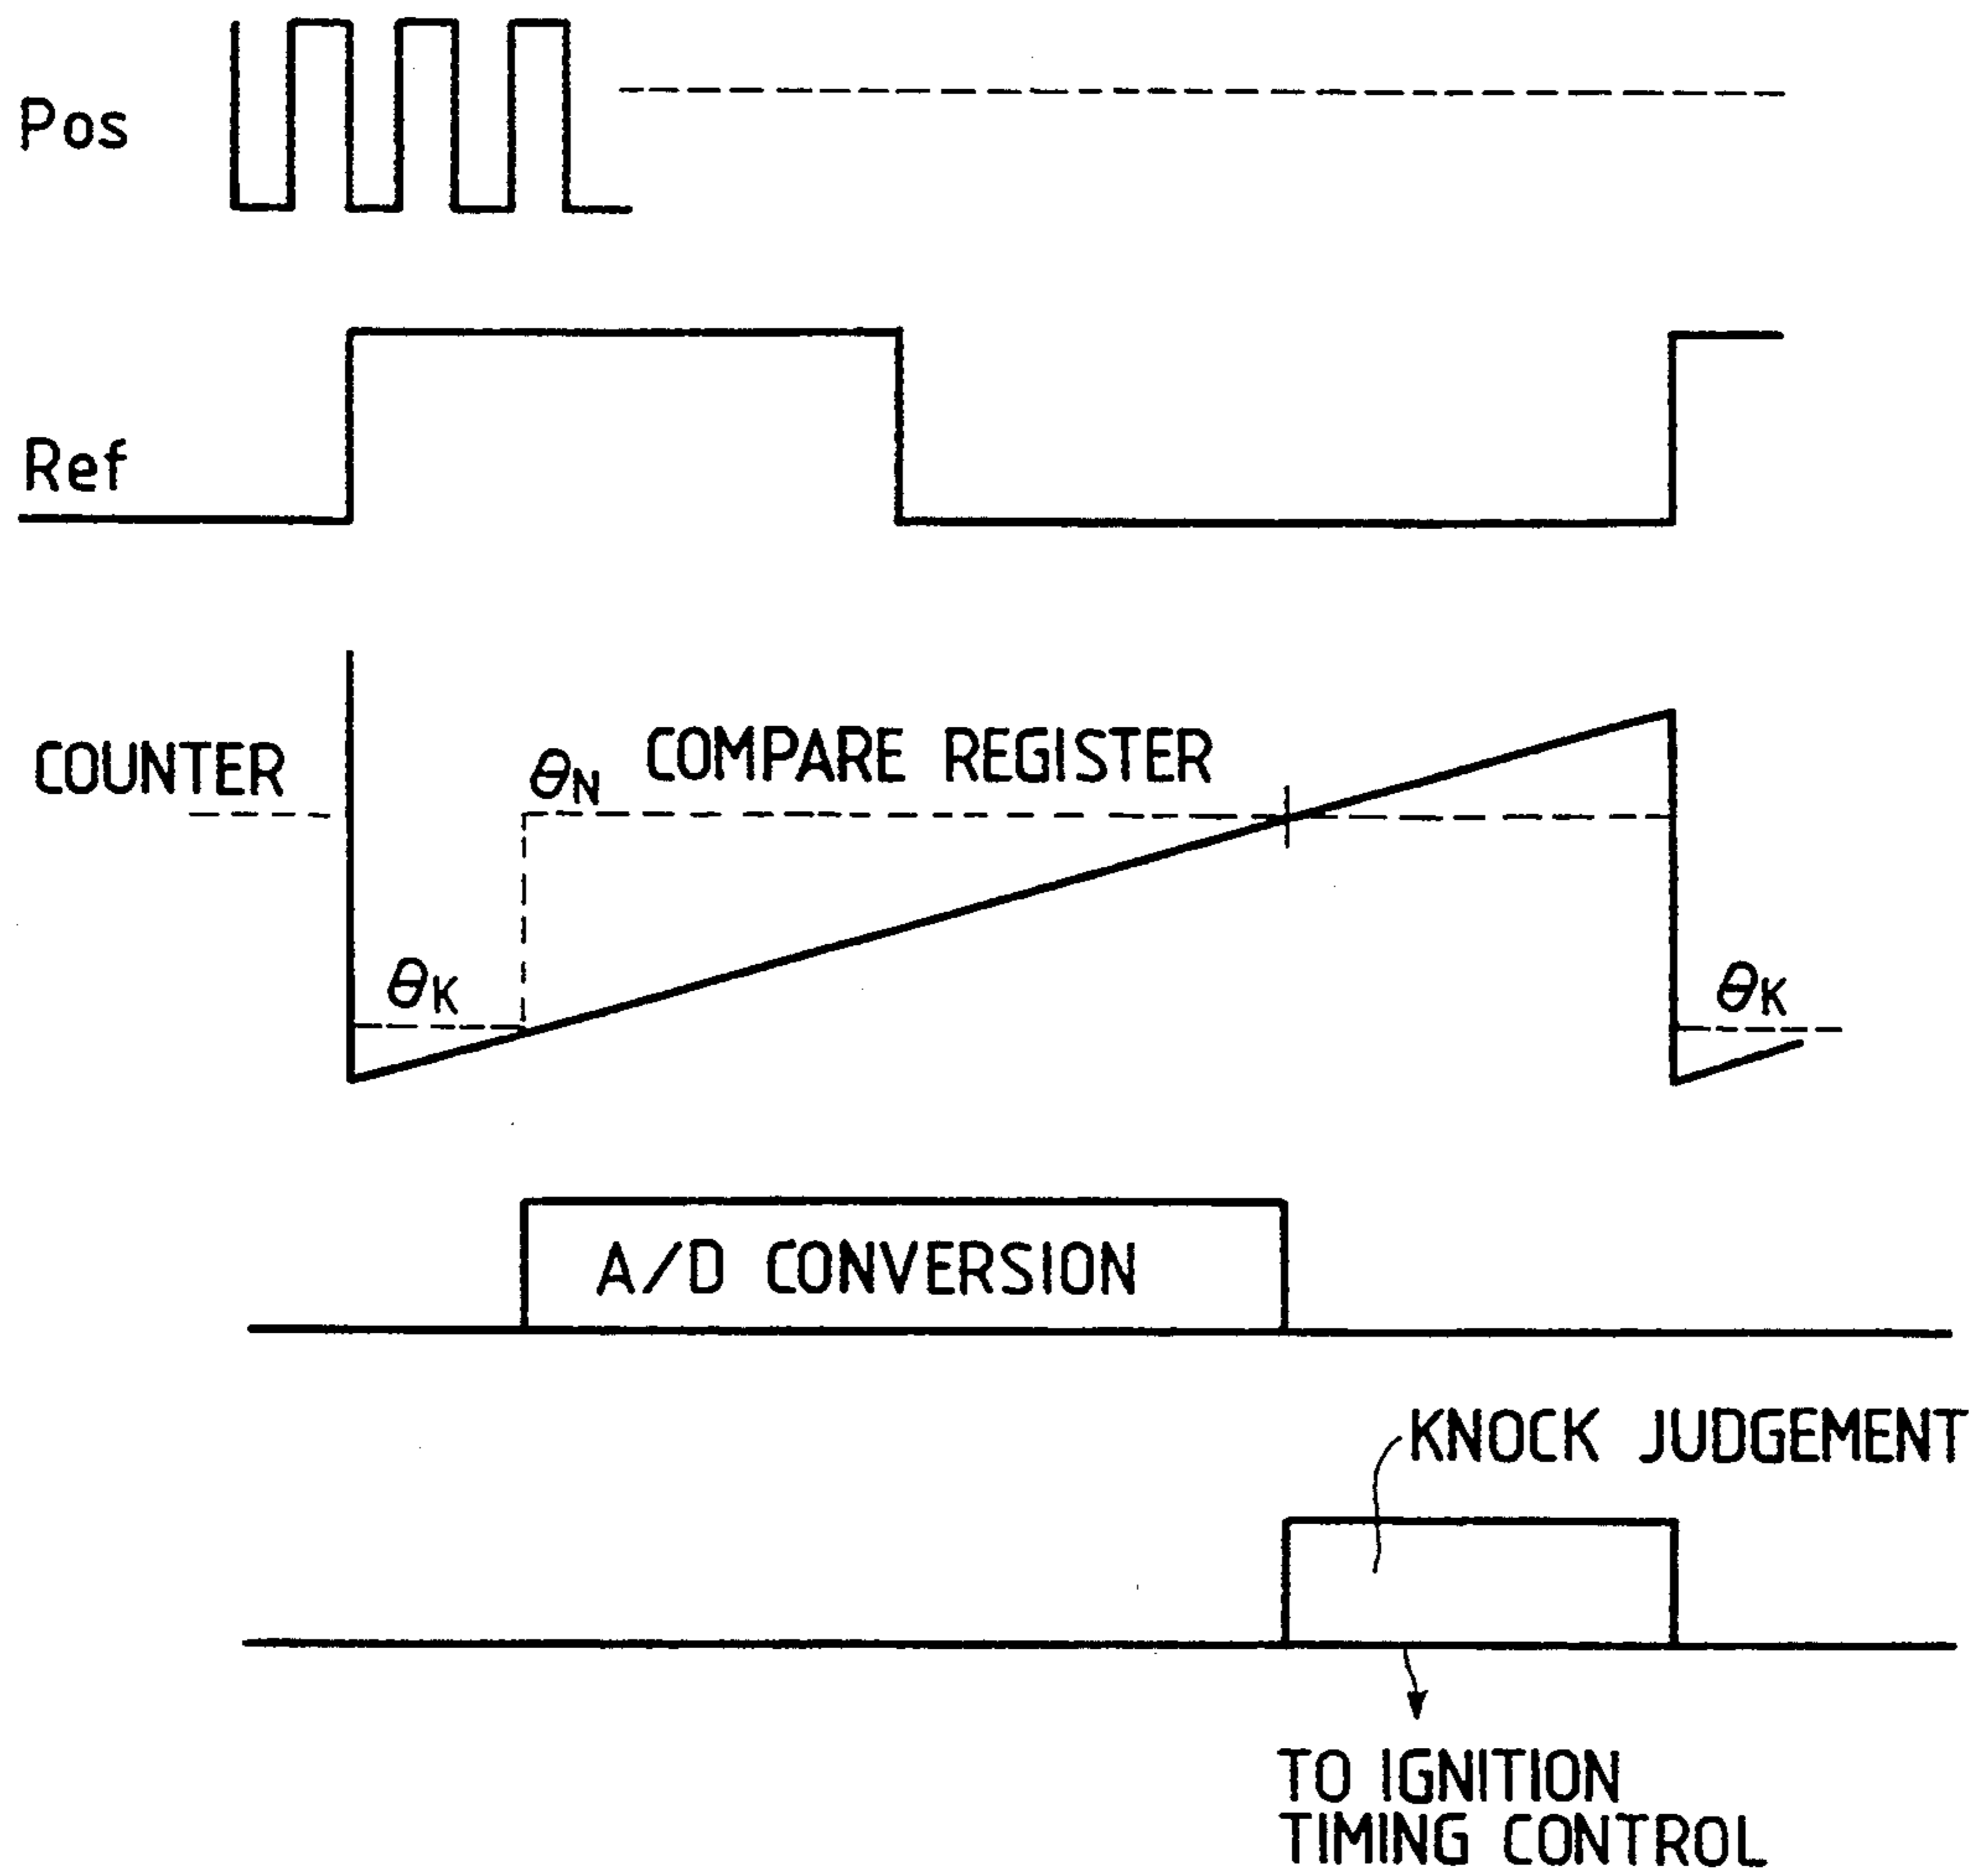 Pos
Ref
COUNTER
θN
COMPARE REGISTER
θK
θK
A/D CONVERSION
KNOCK JUDGEMENT
TO IGNITION
TIMING CONTROL